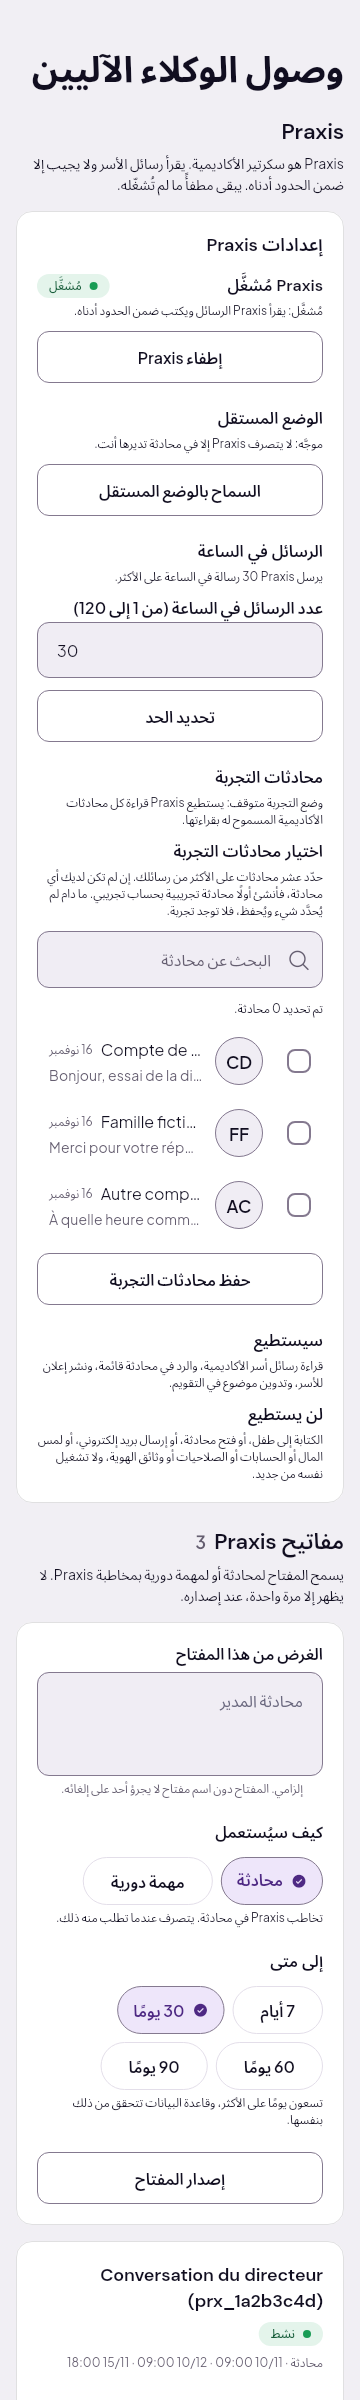 وصول الوكلاء الآليين
Praxis
Praxis هو سكرتير الأكاديمية. يقرأ رسائل الأسر ولا يجيب إلا
ضمن الحدود أدناه. يبقى مطفأً ما لم تُشغّله.
إعدادات Praxis
Praxis مُشغَّل
مُشغَّل
مُشغَّل: يقرأ Praxis الرسائل ويكتب ضمن الحدود أدناه.
إطفاء Praxis
الوضع المستقل
موجَّه: لا يتصرف Praxis إلا في محادثة تديرها أنت.
السماح بالوضع المستقل
الرسائل في الساعة
يرسل Praxis 30 رسالة في الساعة على الأكثر.
عدد الرسائل في الساعة (من 1 إلى 120)
30
تحديد الحد
محادثات التجربة
وضع التجربة متوقف: يستطيع Praxis قراءة كل محادثات
الأكاديمية المسموح له بقراءتها.
اختيار محادثات التجربة
حدّد عشر محادثات على الأكثر من رسائلك. إن لم تكن لديك أي
محادثة، فأنشئ أولًا محادثة تجريبية بحساب تجريبي. ما دام لم
يُحدَّد شيء ويُحفظ، فلا توجد تجربة.
البحث عن محادثة
تم تحديد 0 محادثة.
CD
Compte de ...
16 نوفمبر
Bonjour, essai de la di...
FF
Famille ficti...
16 نوفمبر
Merci pour votre rép...
AC
Autre comp...
16 نوفمبر
À quelle heure comm...
حفظ محادثات التجربة
سيستطيع
قراءة رسائل أسر الأكاديمية، والرد في محادثة قائمة، ونشر إعلان
للأسر، وتدوين موضوع في التقويم.
لن يستطيع
الكتابة إلى طفل، أو فتح محادثة، أو إرسال بريد إلكتروني، أو لمس
المال أو الحسابات أو الصلاحيات أو وثائق الهوية، ولا تشغيل
نفسه من جديد.
مفاتيح Praxis 3
يسمح المفتاح لمحادثة أو لمهمة دورية بمخاطبة Praxis. لا
يظهر إلا مرة واحدة، عند إصداره.
الغرض من هذا المفتاح
محادثة المدير
إلزامي. المفتاح دون اسم مفتاح لا يجرؤ أحد على إلغائه.
كيف سيُستعمل
محادثة
مهمة دورية
تخاطب Praxis في محادثة. يتصرف عندما تطلب منه ذلك.
إلى متى
7 أيام
30 يومًا
60 يومًا
90 يومًا
تسعون يومًا على الأكثر، وقاعدة البيانات تتحقق من ذلك
بنفسها.
إصدار المفتاح
Conversation du directeur
(prx_1a2b3c4d)
نشط
محادثة · 10/11 09:00 · 10/12 09:00 · 15/11 18:00